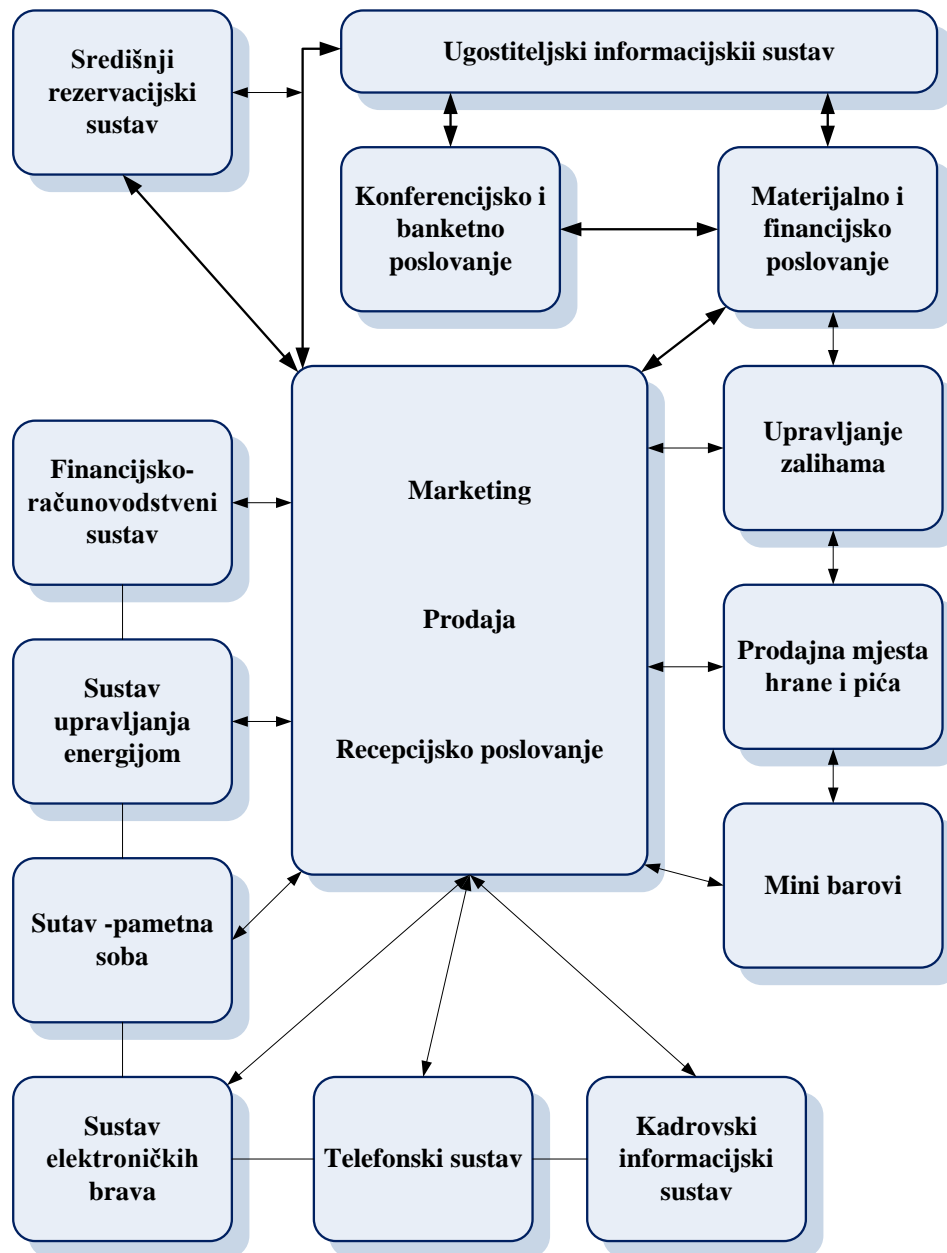 Središnji
rezervacijski
sustav
Ugostiteljski informacijskii sustav
Konferencijsko i
banketno
poslovanje
Materijalno i
financijsko
poslovanje
Financijsko-
računovodstveni
sustav
Marketing
Prodaja
Recepcijsko poslovanje
Upravljanje
zalihama
Sustav
upravljanja
energijom
Prodajna mjesta
hrane i pića
Sutav -pametna
soba
Mini barovi
Sustav
elektroničkih
brava
Telefonski sustav
Kadrovski
informacijski
sustav